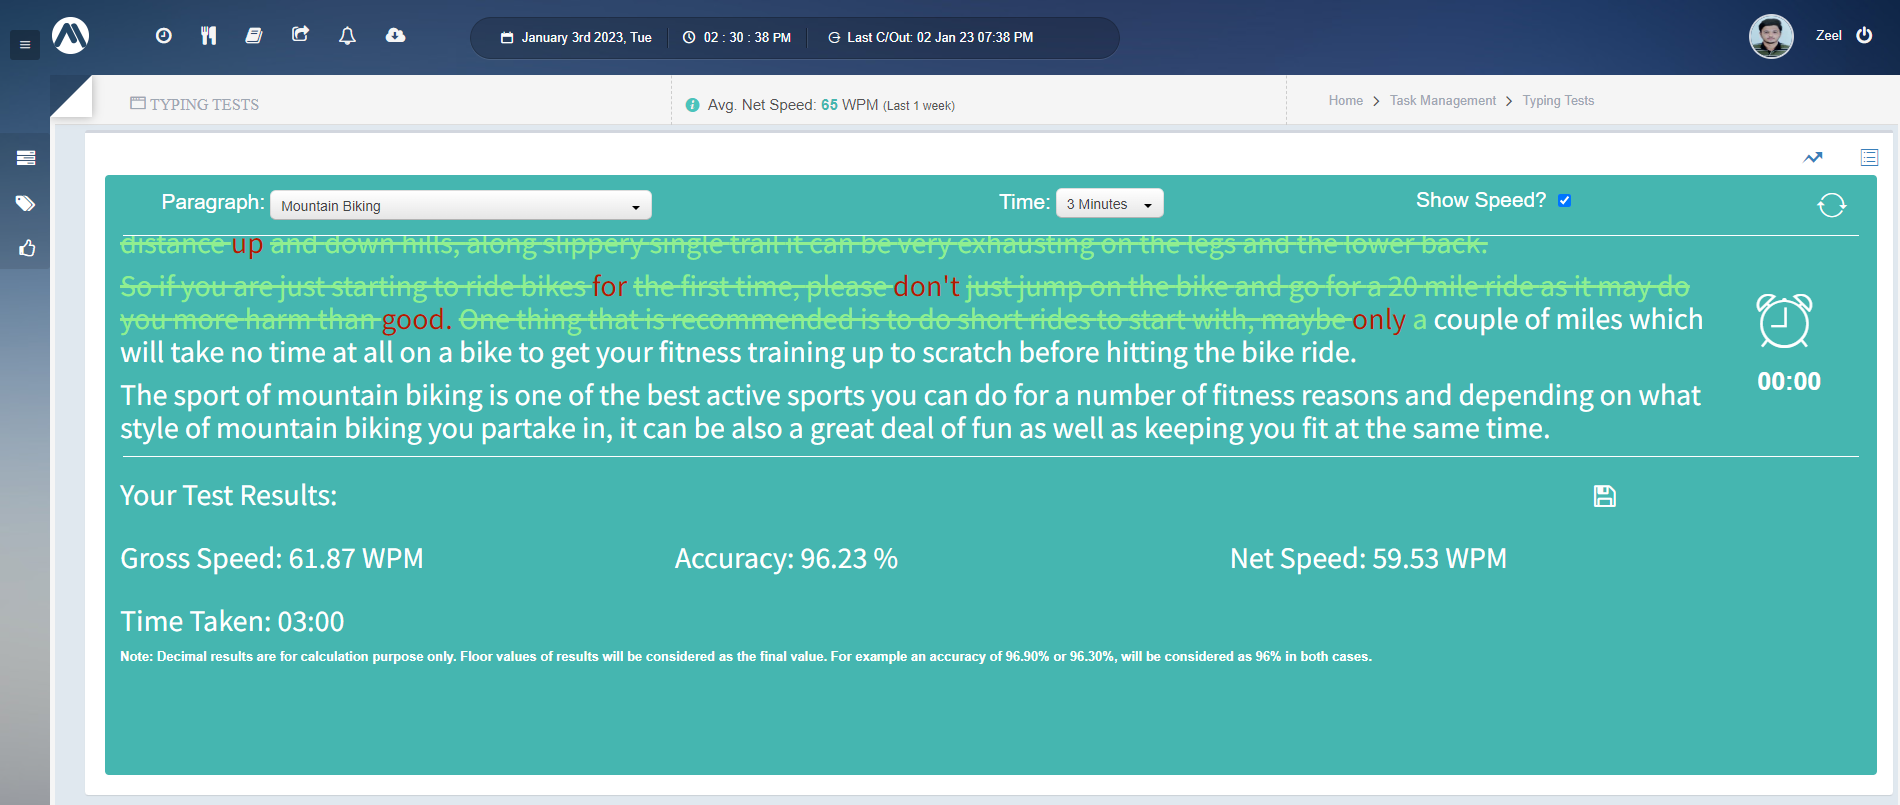 January 3rd 2023, Tue
02 : 30 : 38 PM
Last C/Out: 02 Jan 23 07:38 PM
Zeel
TYPING TESTS
Avg. Net Speed: 65 WPM (Last 1 week)
Home > Task Management > Typing Tests
Paragraph: Mountain Biking
Time: 3 Minutes
Show Speed?
distance up and down hills, along slippery single trail it can be very exhausting on the legs and the lower back.
So if you are just starting to ride bikes for the first time, please don't just jump on the bike and go for a 20 mile ride as it may do
you more harm than good. One thing that is recommended is to do short rides to start with, maybe only a couple of miles which
will take no time at all on a bike to get your fitness training up to scratch before hitting the bike ride.
The sport of mountain biking is one of the best active sports you can do for a number of fitness reasons and depending on what
style of mountain biking you partake in, it can be also a great deal of fun as well as keeping you fit at the same time.
00:00
Your Test Results:
Gross Speed: 61.87 WPM
Accuracy: 96.23 %
Net Speed: 59.53 WPM
Time Taken: 03:00
Note: Decimal results are for calculation purpose only. Floor values of results will be considered as the final value. For example an accuracy of 96.90% or 96.30%, will be considered as 96% in both cases.